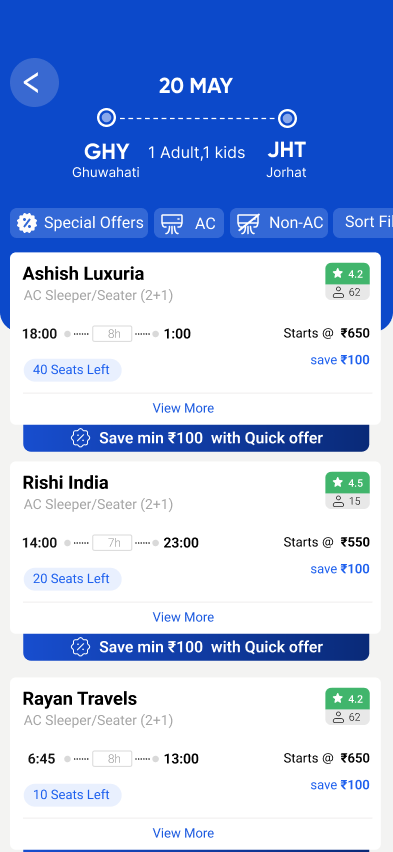 20 MAY
GHY 1 Adult,1 kids JHT
Ghuwahati Jorhat
Special Offers AC Non-AC Sort Fil
Ashish Luxuria 4.2
AC Sleeper/Seater (2+1) 62
18:00 8h 1:00 Starts @ ₹650
save ₹100
40 Seats Left
View More
Save min ₹100 with Quick offer
Rishi India 4.5
AC Sleeper/Seater (2+1) 15
14:00 7h 23:00 Starts @ ₹550
save ₹100
20 Seats Left
View More
Save min ₹100 with Quick offer
Rayan Travels 4.2
AC Sleeper/Seater (2+1) 62
6:45 8h 13:00 Starts @ ₹650
save ₹100
10 Seats Left
View More